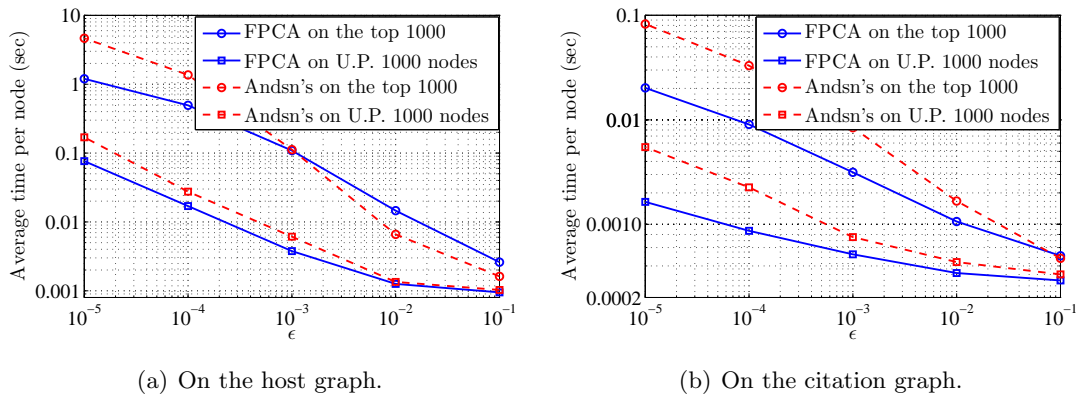 10
1
0.1
0.01
0.001
Average time per node (sec)
FPCA on the top 1000
FPCA on U.P. 1000 nodes
Andsn's on the top 1000
Andsn's on U.P. 1000 nodes
10⁻⁵ 10⁻⁴ 10⁻³ 10⁻² 10⁻¹
ϵ
(a) On the host graph.
0.1
0.01
0.0010
0.0002
Average time per node (sec)
FPCA on the top 1000
FPCA on U.P. 1000 nodes
Andsn's on the top 1000
Andsn's on U.P. 1000 nodes
10⁻⁵ 10⁻⁴ 10⁻³ 10⁻² 10⁻¹
ϵ
(b) On the citation graph.